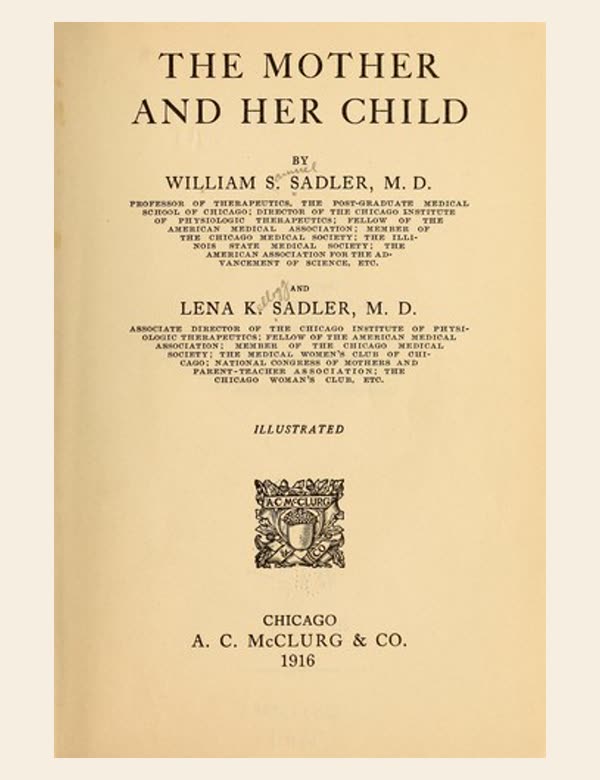 THE MOTHER
AND HER CHILD
BY
WILLIAM S. SADLER, M. D.
amuel
PROFESSOR OF THERAPEUTICS, THE POST-GRADUATE MEDICAL
SCHOOL OF CHICAGO; DIRECTOR OF THE CHICAGO INSTITUTE
OF PHYSIOLOGIC THERAPEUTICS; FELLOW OF THE
AMERICAN MEDICAL ASSOCIATION; MEMBER OF
THE CHICAGO MEDICAL SOCIETY; THE ILLI-
NOIS STATE MEDICAL SOCIETY; THE
AMERICAN ASSOCIATION FOR THE AD-
VANCEMENT OF SCIENCE, ETC.
AND
LENA K. SADLER, M. D.
ellogg
ASSOCIATE DIRECTOR OF THE CHICAGO INSTITUTE OF PHYSI-
OLOGIC THERAPEUTICS; FELLOW OF THE AMERICAN MEDICAL
ASSOCIATION; MEMBER OF THE CHICAGO MEDICAL
SOCIETY; THE MEDICAL WOMEN'S CLUB OF CHI-
CAGO; NATIONAL CONGRESS OF MOTHERS AND
PARENT-TEACHER ASSOCIATION; THE
CHICAGO WOMAN'S CLUB, ETC.
ILLUSTRATED
A.C. McCLURG
& CO
CHICAGO
A. C. McCLURG & CO.
1916